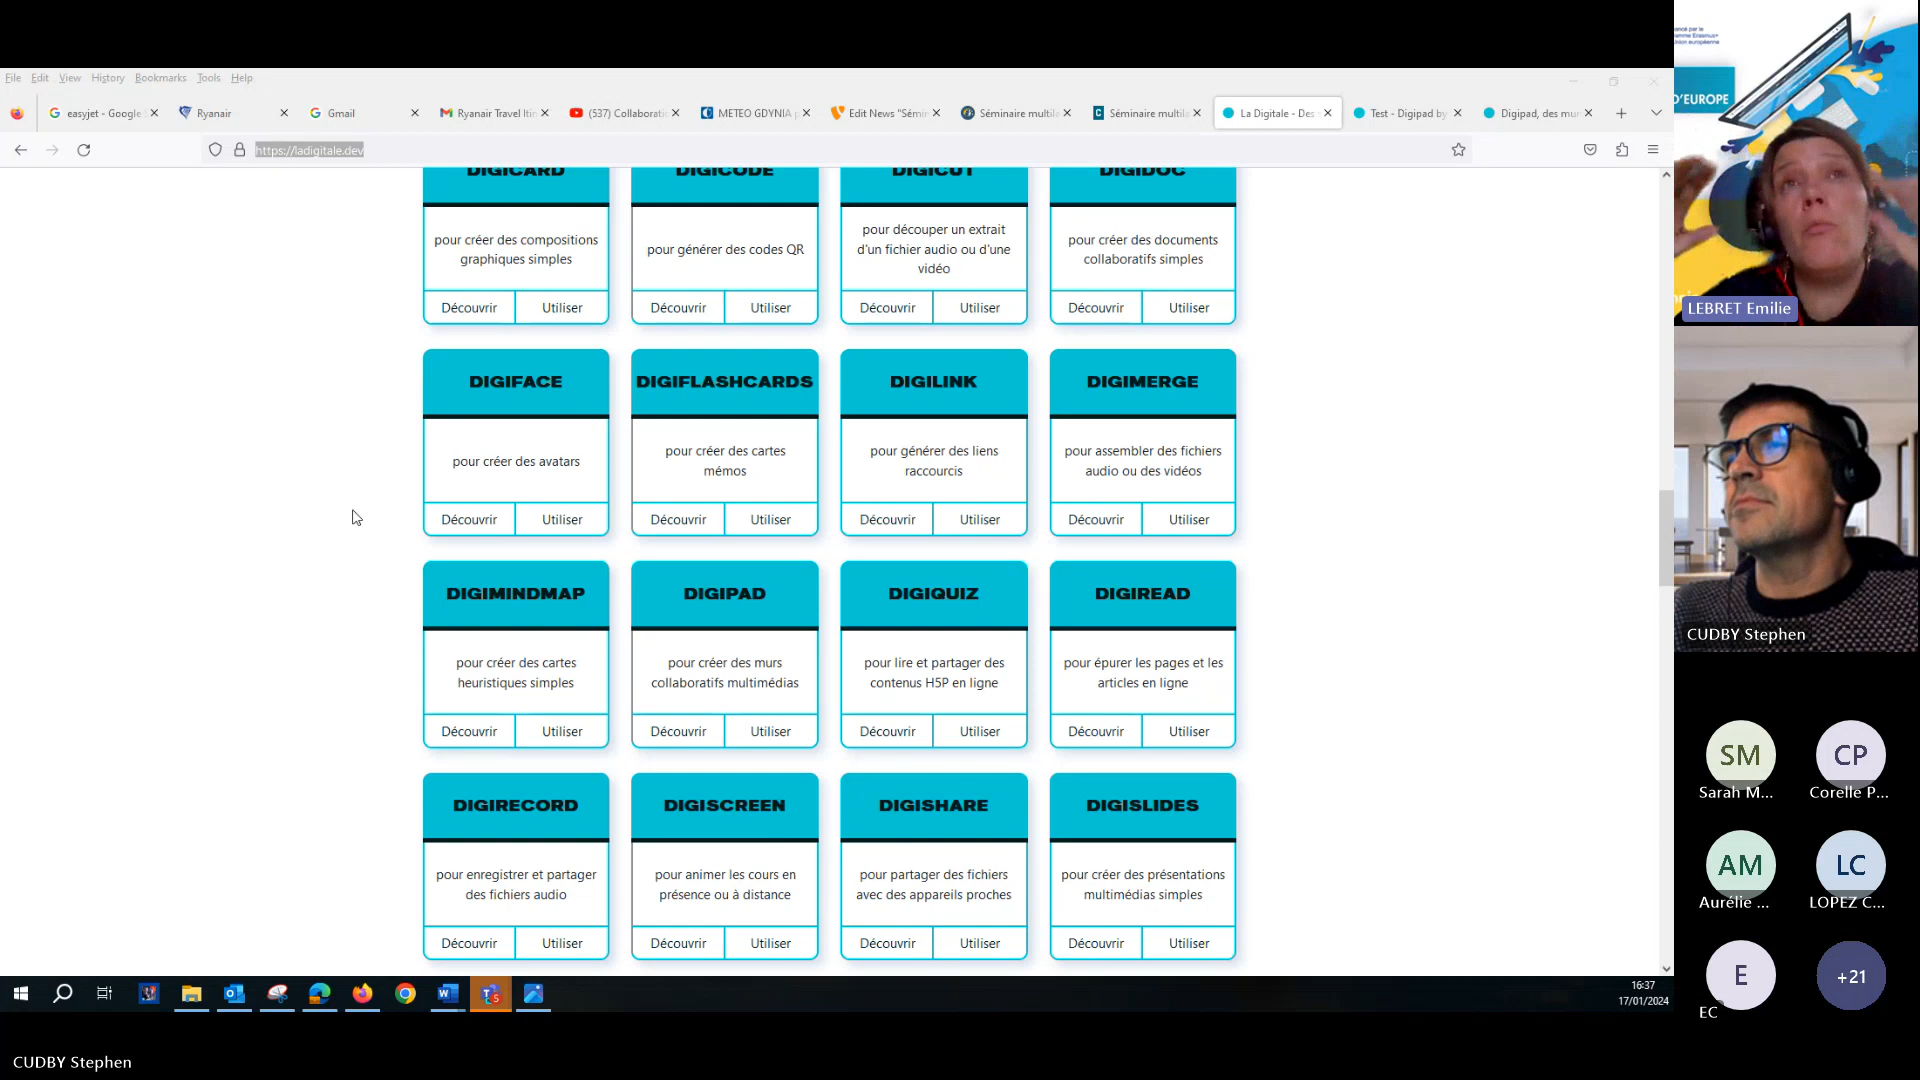 File Edit View History Bookmarks Tools Help
easyjet - Google
Ryanair
Gmail
Ryanair Travel Itin
(537) Collaborati
METEO GDYNIA p
Edit News "Sémin
Séminaire multila
Séminaire multila
La Digitale - Des
Test - Digipad by
Digipad, des mur
https://ladigitale.dev
DIGICARD
DIGICODE
DIGICUT
DIGIDOC
pour créer des compositions
graphiques simples
pour générer des codes QR
pour découper un extrait
d'un fichier audio ou d'une
vidéo
pour créer des documents
collaboratifs simples
Découvrir Utiliser
Découvrir Utiliser
Découvrir Utiliser
Découvrir Utiliser
DIGIFACE
DIGIFLASHCARDS
DIGILINK
DIGIMERGE
pour créer des avatars
pour créer des cartes
mémos
pour générer des liens
raccourcis
pour assembler des fichiers
audio ou des vidéos
Découvrir Utiliser
Découvrir Utiliser
Découvrir Utiliser
Découvrir Utiliser
DIGIMINDMAP
DIGIPAD
DIGIQUIZ
DIGIREAD
pour créer des cartes
heuristiques simples
pour créer des murs
collaboratifs multimédias
pour lire et partager des
contenus H5P en ligne
pour épurer les pages et les
articles en ligne
Découvrir Utiliser
Découvrir Utiliser
Découvrir Utiliser
Découvrir Utiliser
DIGIRECORD
DIGISCREEN
DIGISHARE
DIGISLIDES
pour enregistrer et partager
des fichiers audio
pour animer les cours en
présence ou à distance
pour partager des fichiers
avec des appareils proches
pour créer des présentations
multimédias simples
Découvrir Utiliser
Découvrir Utiliser
Découvrir Utiliser
Découvrir Utiliser
16:37
17/01/2024
CUDBY Stephen
D'EUROPE
LEBRET Emilie
CUDBY Stephen
SM
Sarah M...
CP
Corelle P...
AM
Aurélie ...
LC
LOPEZ C...
E
EC
+21